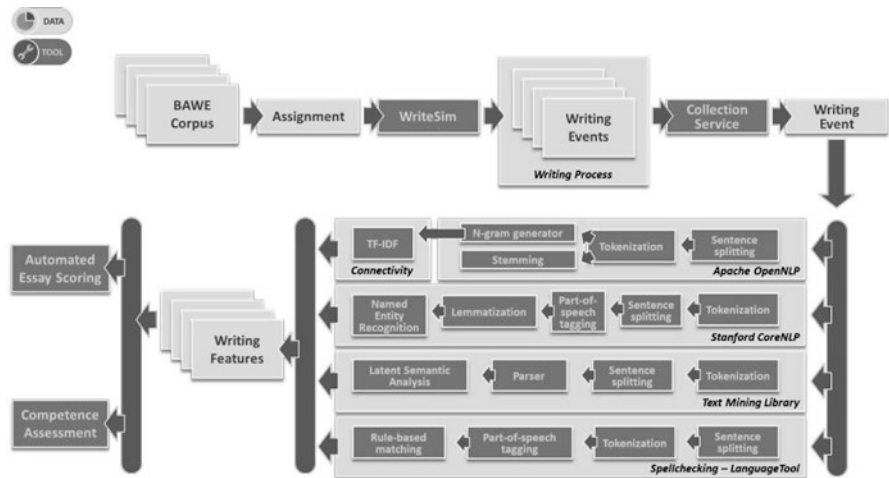 DATA
TOOL
BAWE
Corpus
Assignment
WriteSim
Writing
Events
Writing Process
Collection
Service
Writing
Event
TF-IDF
Connectivity
N-gram generator
Stemming
Tokenization
Sentence
splitting
Apache OpenNLP
Automated
Essay Scoring
Named
Entity
Recognition
Lemmatization
Part-of-
speech
tagging
Sentence
splitting
Tokenization
Stanford CoreNLP
Writing
Features
Latent Semantic
Analysis
Parser
Sentence
splitting
Tokenization
Text Mining Library
Competence
Assessment
Rule-based
matching
Part-of-speech
tagging
Tokenization
Sentence
splitting
Spellchecking – LanguageTool